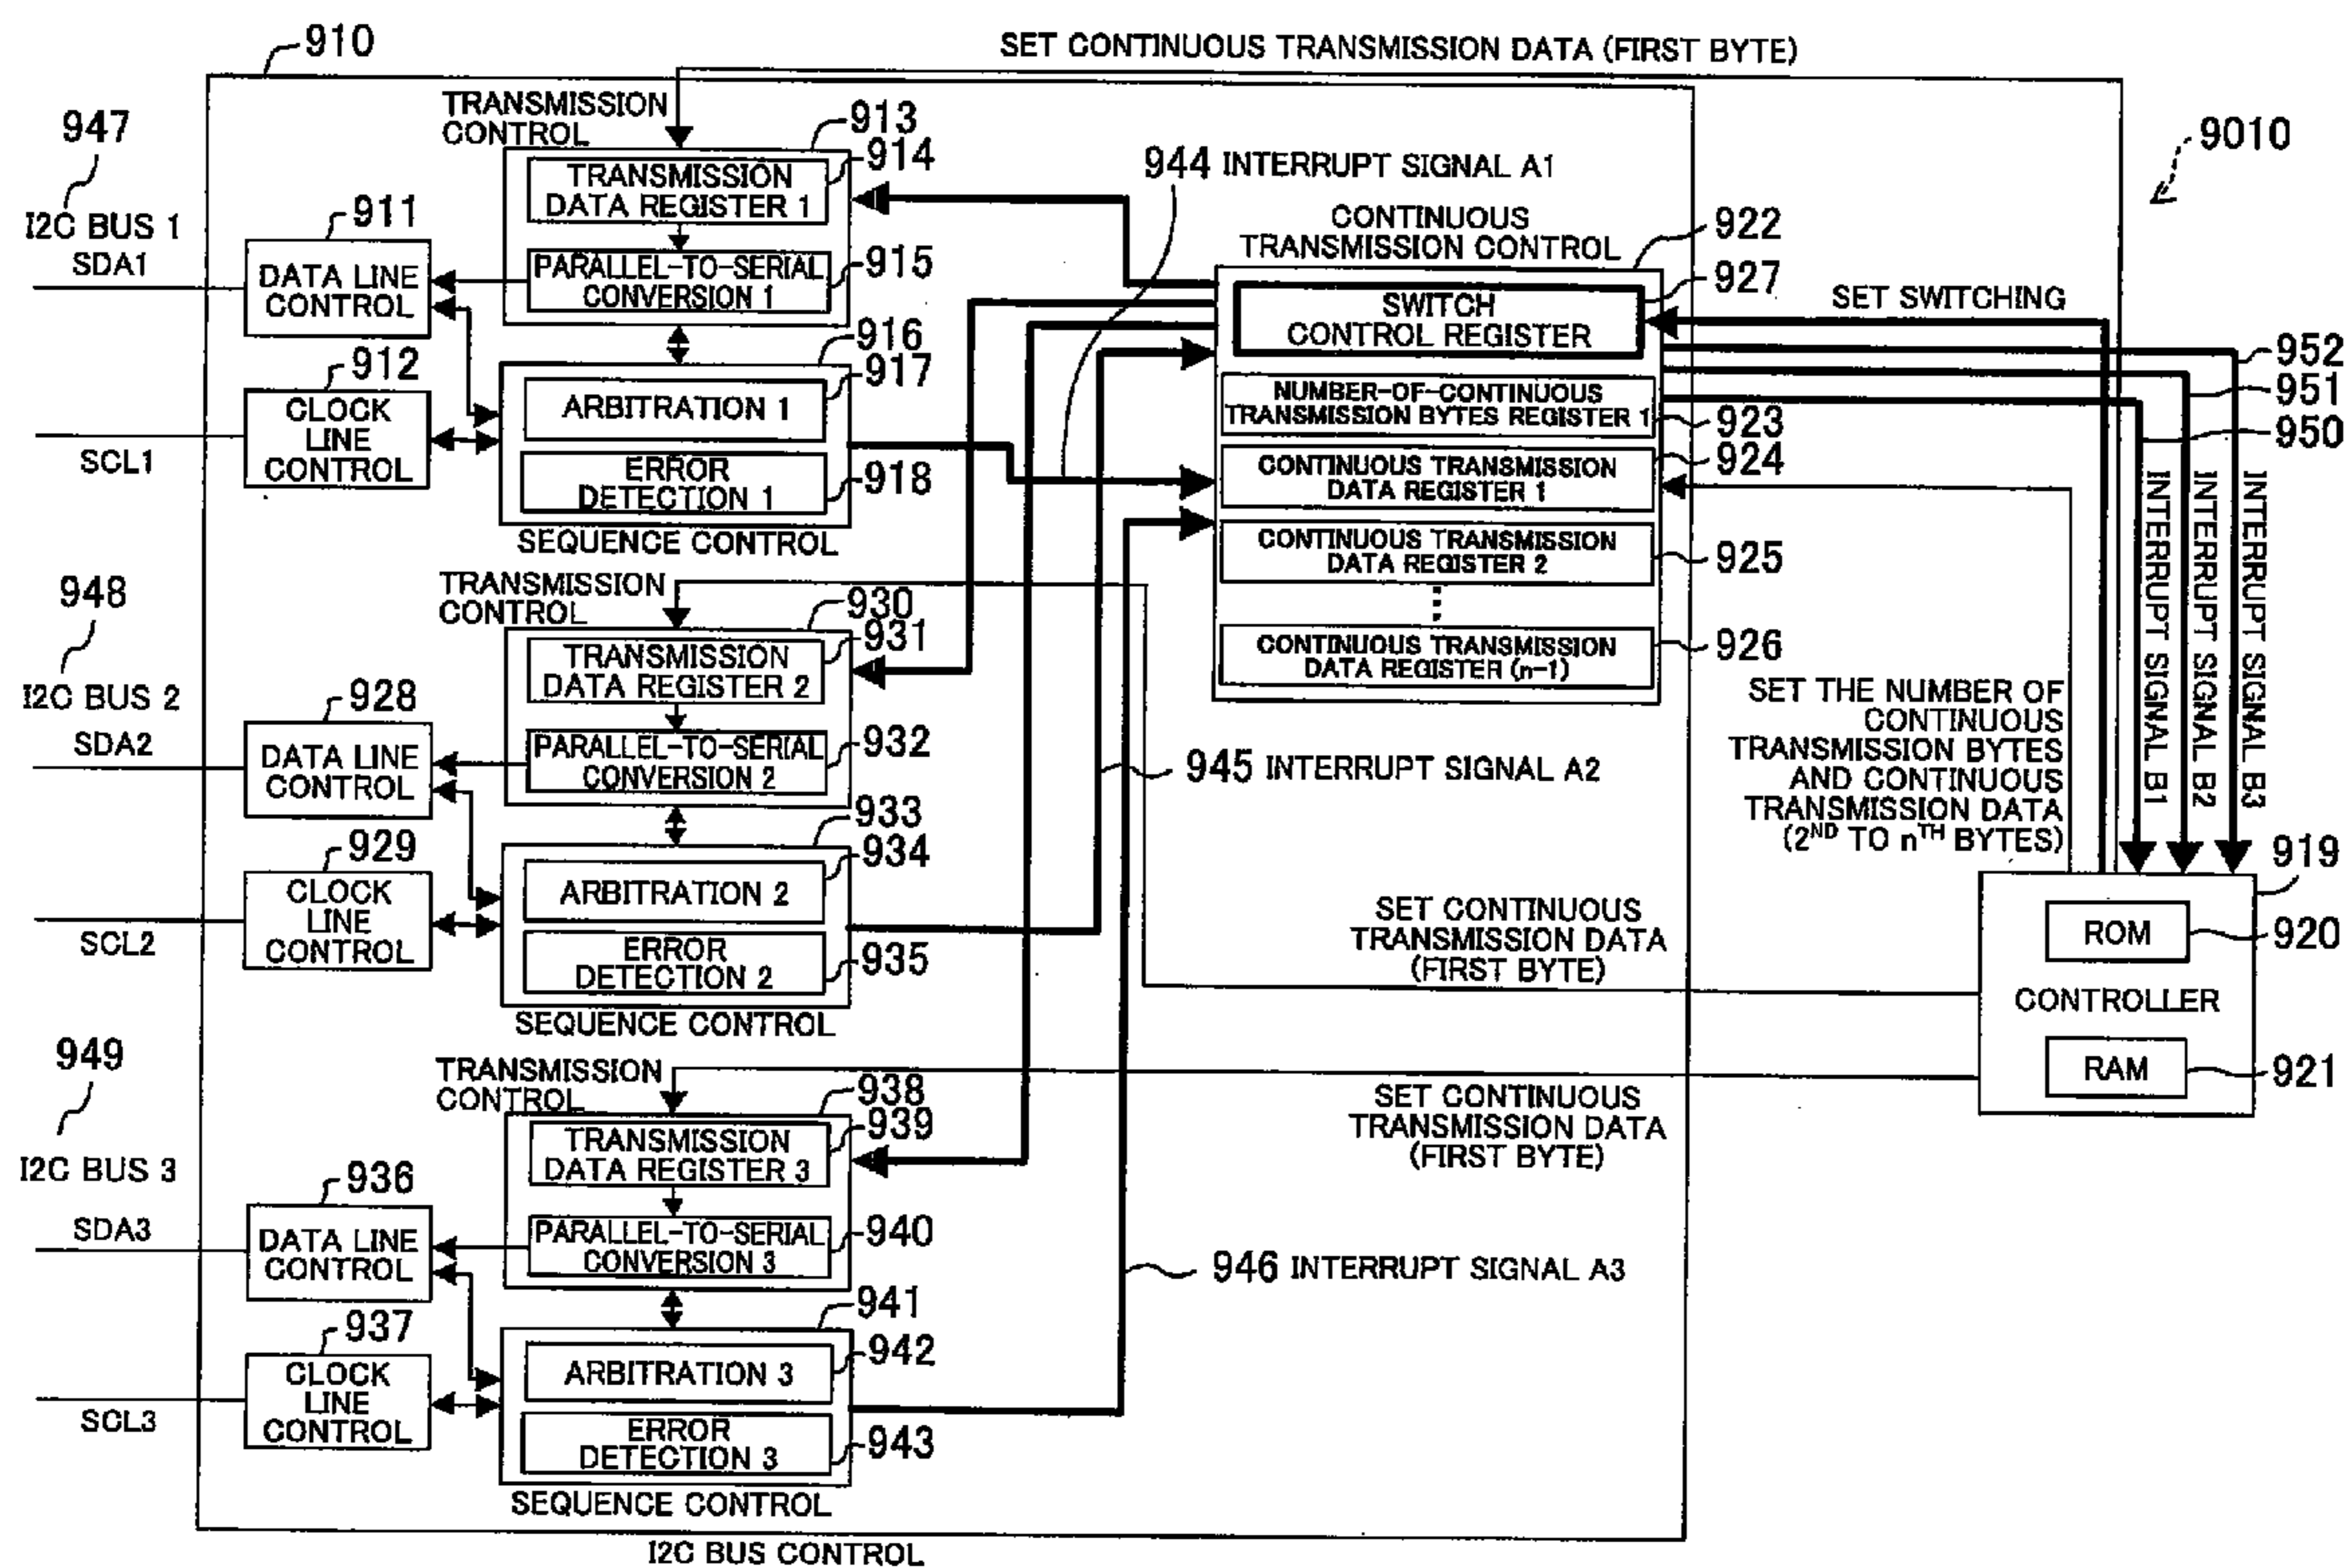 910
SET CONTINUOUS TRANSMISSION DATA (FIRST BYTE)
9010
947
I2C BUS 1
SDA1
SCL1
911
DATA LINE
CONTROL
912
CLOCK
LINE
CONTROL
TRANSMISSION
CONTROL
913
914
TRANSMISSION
DATA REGISTER 1
PARALLEL-TO-SERIAL
CONVERSION 1
915
916
917
ARBITRATION 1
ERROR
DETECTION 1
918
SEQUENCE CONTROL
944 INTERRUPT SIGNAL A1
CONTINUOUS
TRANSMISSION CONTROL
922
927
SWITCH
CONTROL REGISTER
NUMBER-OF-CONTINUOUS
TRANSMISSION BYTES REGISTER 1
923
CONTINUOUS TRANSMISSION
DATA REGISTER 1
924
CONTINUOUS TRANSMISSION
DATA REGISTER 2
925
CONTINUOUS TRANSMISSION
DATA REGISTER (n-1)
926
SET SWITCHING
952
951
950
INTERRUPT SIGNAL B1
INTERRUPT SIGNAL B2
INTERRUPT SIGNAL B3
SET THE NUMBER OF
CONTINUOUS
TRANSMISSION BYTES
AND CONTINUOUS
TRANSMISSION DATA
(2ND TO nTH BYTES)
948
I2C BUS 2
SDA2
SCL2
928
DATA LINE
CONTROL
929
CLOCK
LINE
CONTROL
TRANSMISSION
CONTROL
930
931
TRANSMISSION
DATA REGISTER 2
PARALLEL-TO-SERIAL
CONVERSION 2
932
933
934
ARBITRATION 2
ERROR
DETECTION 2
935
SEQUENCE CONTROL
945 INTERRUPT SIGNAL A2
SET CONTINUOUS
TRANSMISSION DATA
(FIRST BYTE)
919
ROM
920
CONTROLLER
RAM
921
949
I2C BUS 3
SDA3
SCL3
936
DATA LINE
CONTROL
937
CLOCK
LINE
CONTROL
TRANSMISSION
CONTROL
938
939
TRANSMISSION
DATA REGISTER 3
PARALLEL-TO-SERIAL
CONVERSION 3
940
941
942
ARBITRATION 3
ERROR
DETECTION 3
943
SEQUENCE CONTROL
SET CONTINUOUS
TRANSMISSION DATA
(FIRST BYTE)
946 INTERRUPT SIGNAL A3
I2C BUS CONTROL